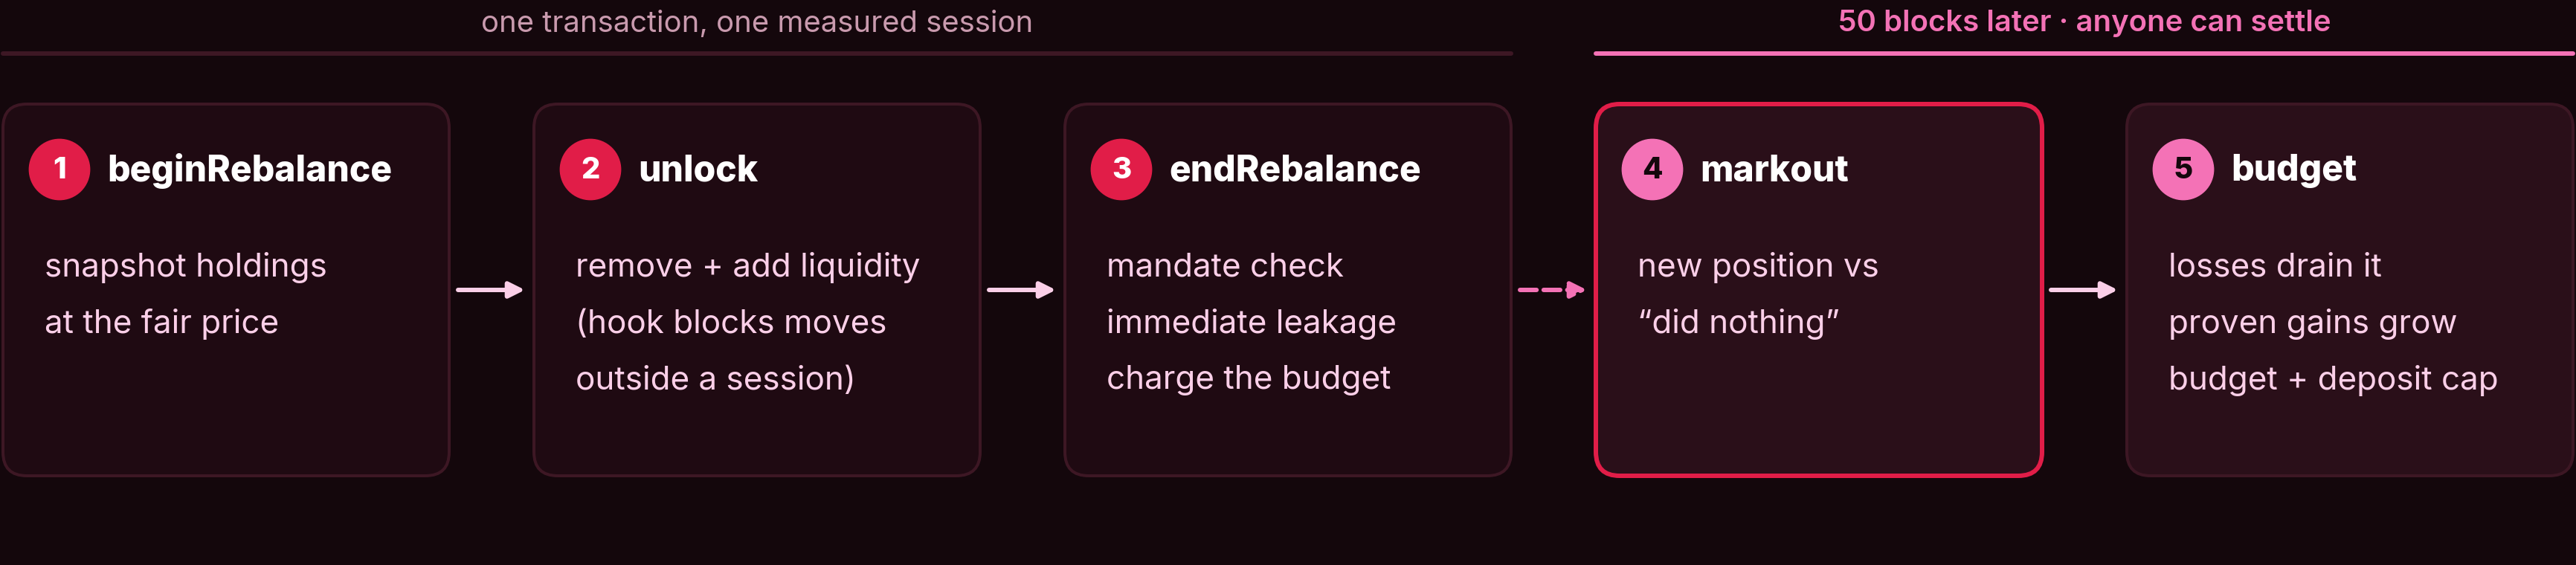 one transaction, one measured session
50 blocks later · anyone can settle
1 beginRebalance
snapshot holdings
at the fair price
2 unlock
remove + add liquidity
(hook blocks moves
outside a session)
3 endRebalance
mandate check
immediate leakage
charge the budget
4 markout
new position vs
“did nothing”
5 budget
losses drain it
proven gains grow
budget + deposit cap